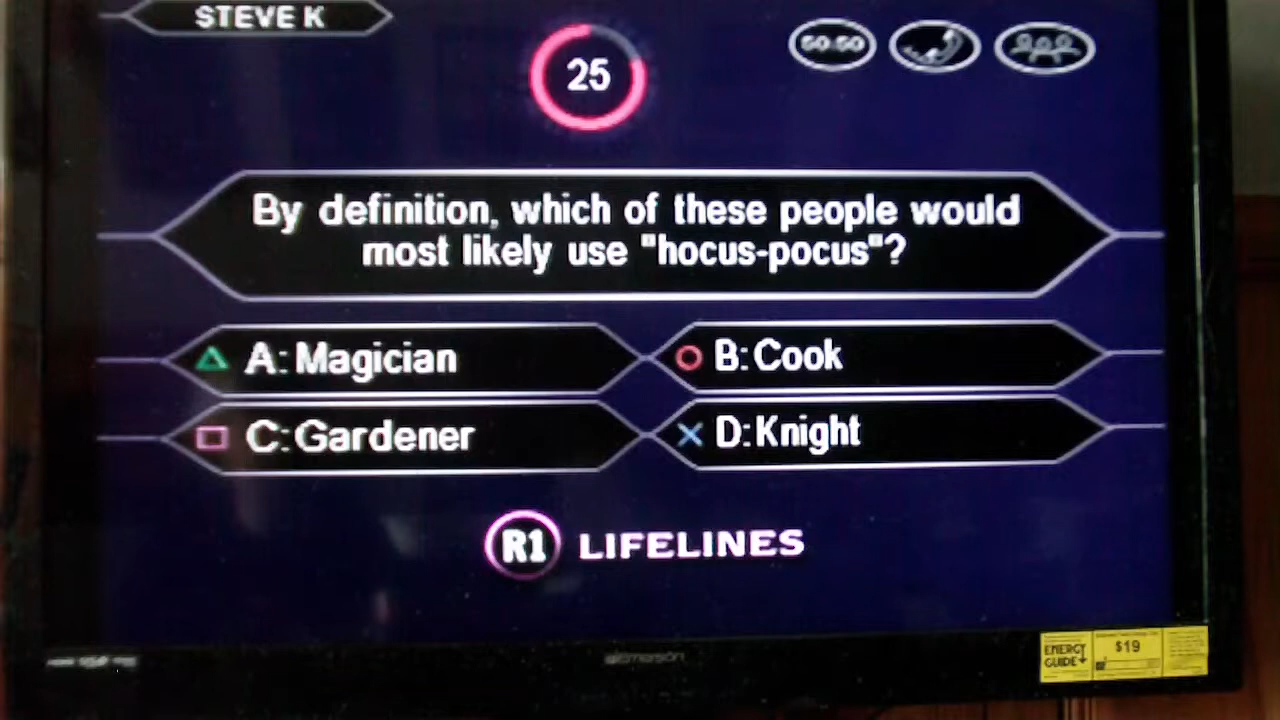 STEVE K
25
50:50
By definition, which of these people would
most likely use "hocus-pocus"?
A: Magician
B: Cook
C: Gardener
D: Knight
R1 LIFELINES
emerson
ENERGY
GUIDE
$19